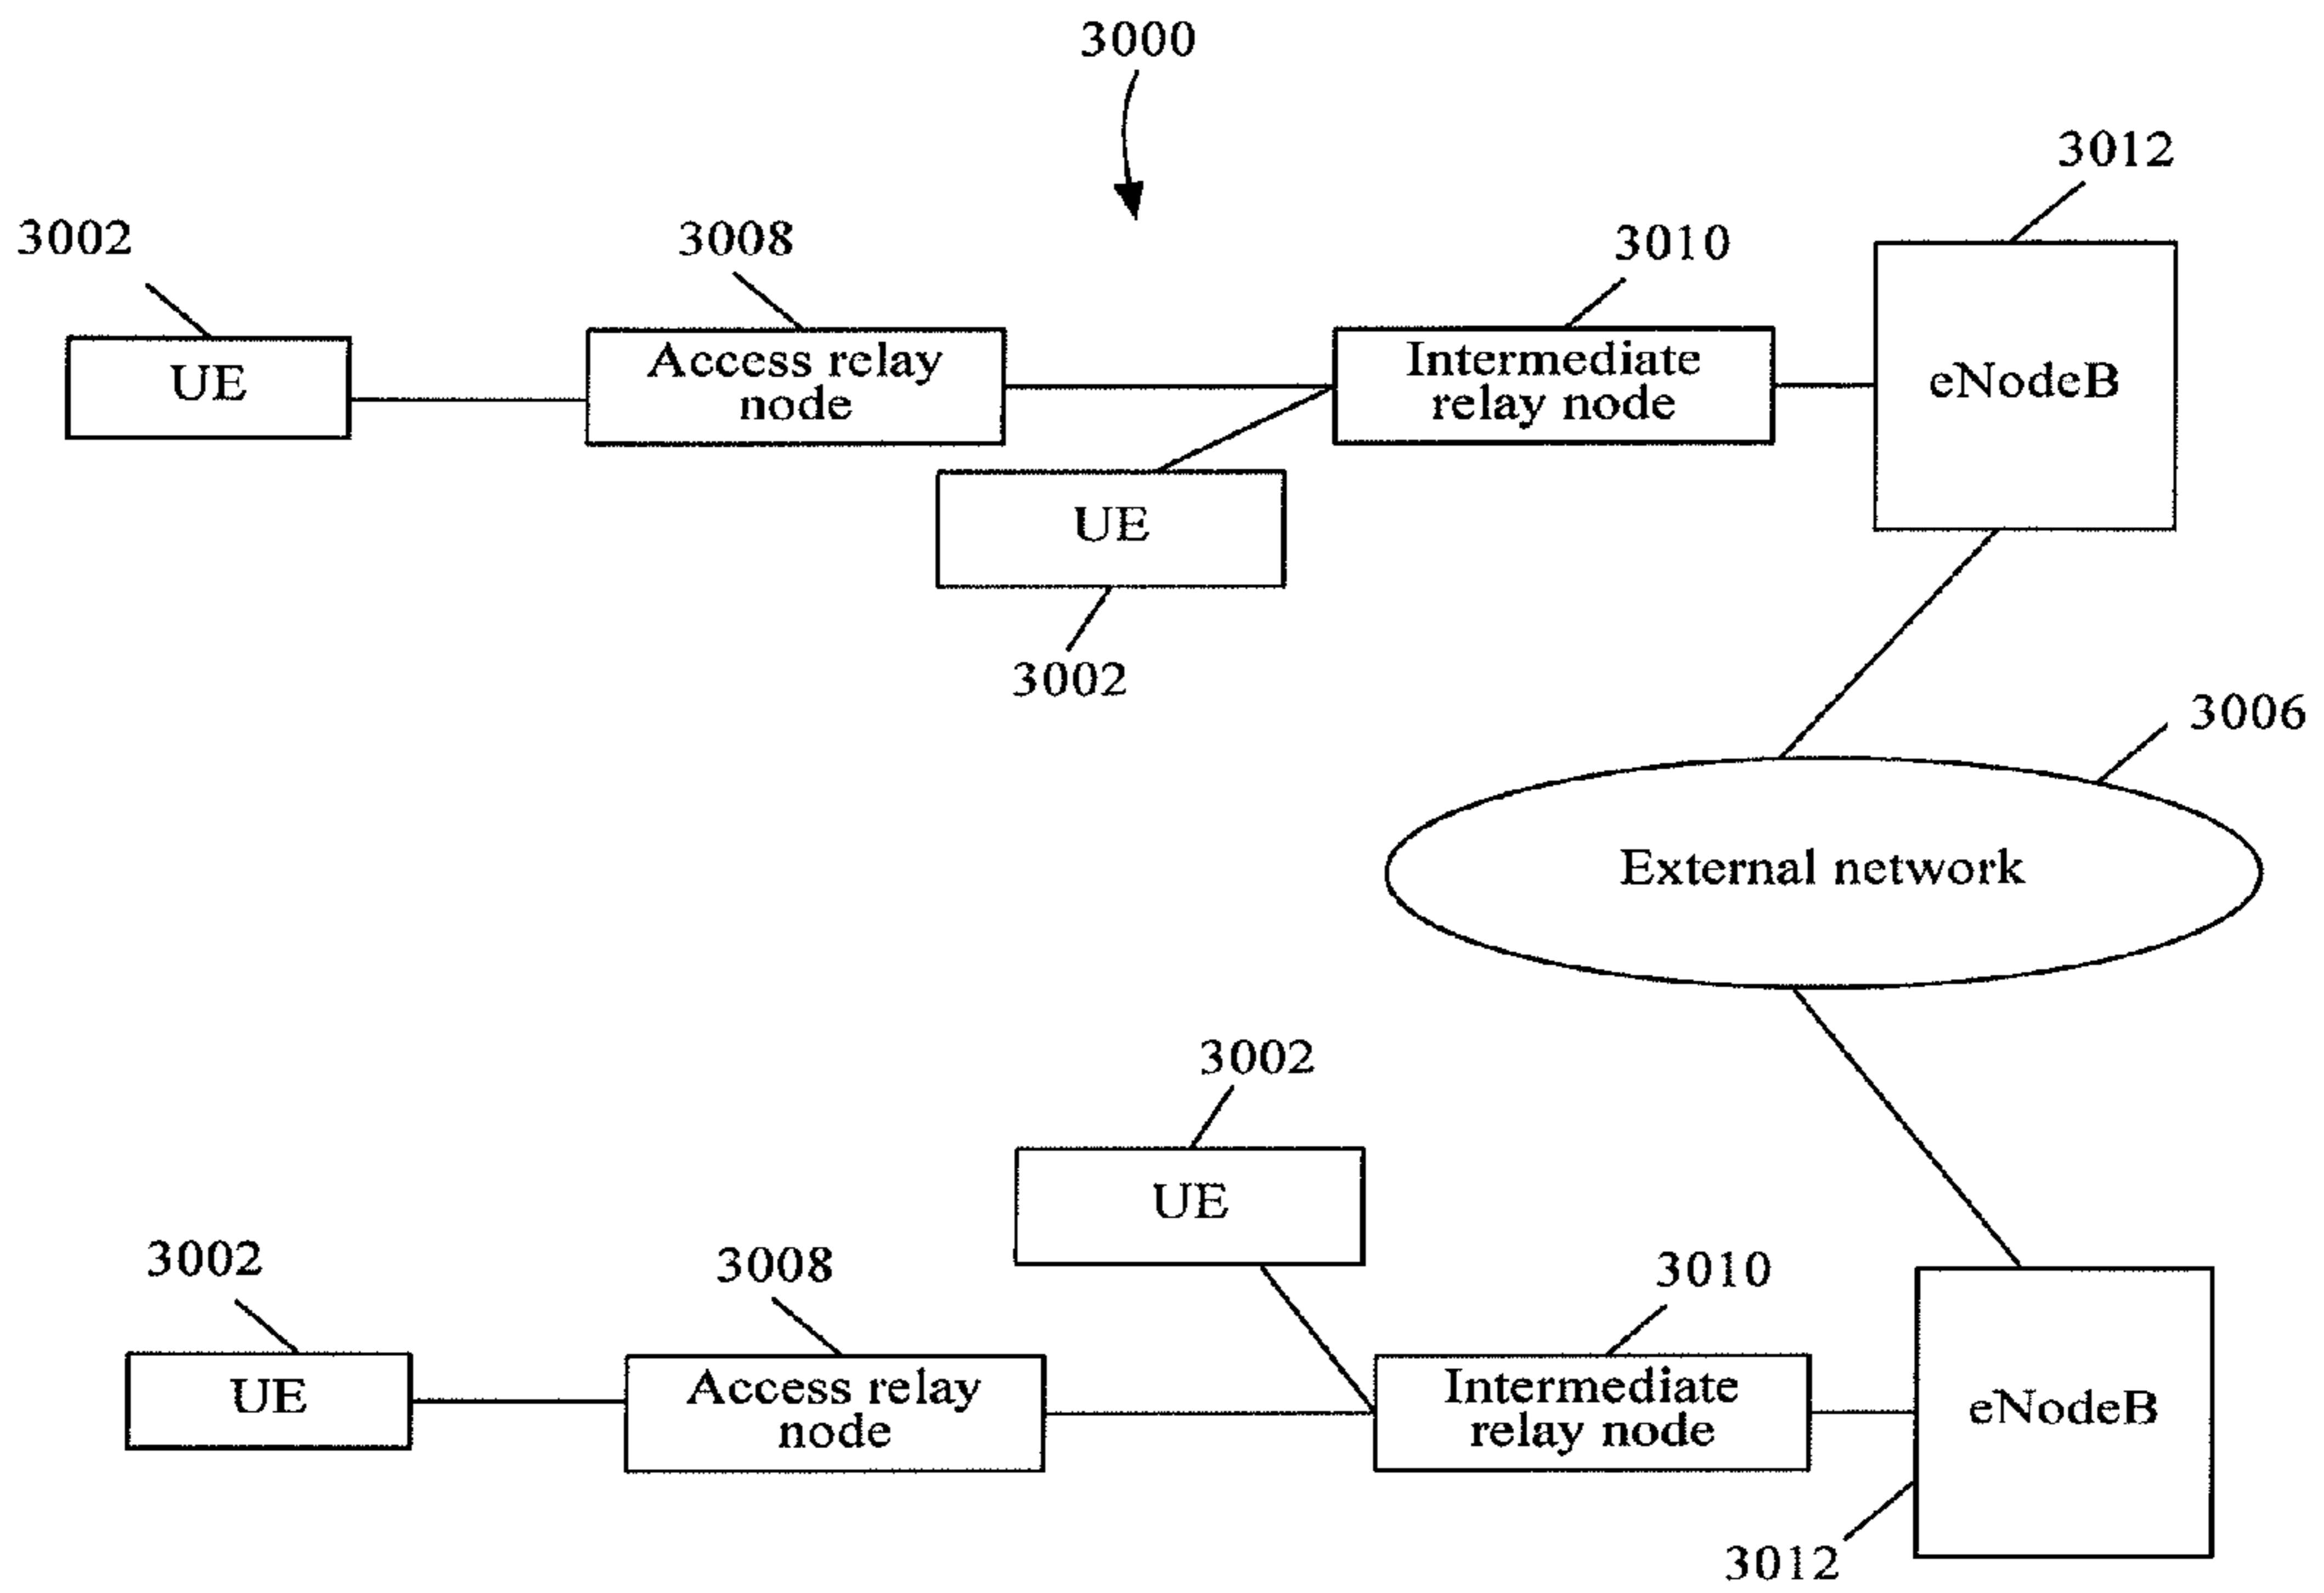 3000
3012
3002
3008
3010
UE
Access relay
node
Intermediate
relay node
eNodeB
UE
3002
3006
External network
3002
UE
3002
3008
3010
UE
Access relay
node
Intermediate
relay node
eNodeB
3012